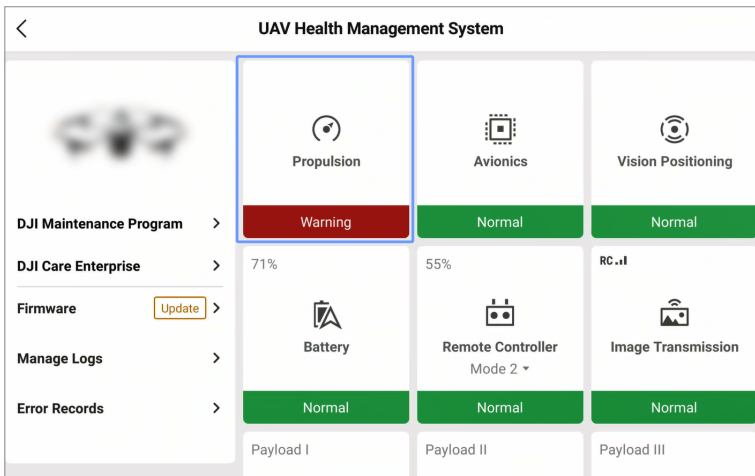 UAV Health Management System
DJI Maintenance Program
DJI Care Enterprise
Firmware Update
Manage Logs
Error Records
Propulsion
Warning
Avionics
Normal
Vision Positioning
Normal
71%
Battery
Normal
55%
Remote Controller
Mode 2
Normal
RC
Image Transmission
Normal
Payload I
Payload II
Payload III